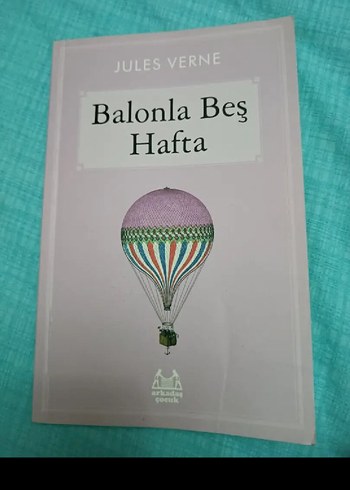 JULES VERNE
Balonla Beş
Hafta
arkadaş
çocuk